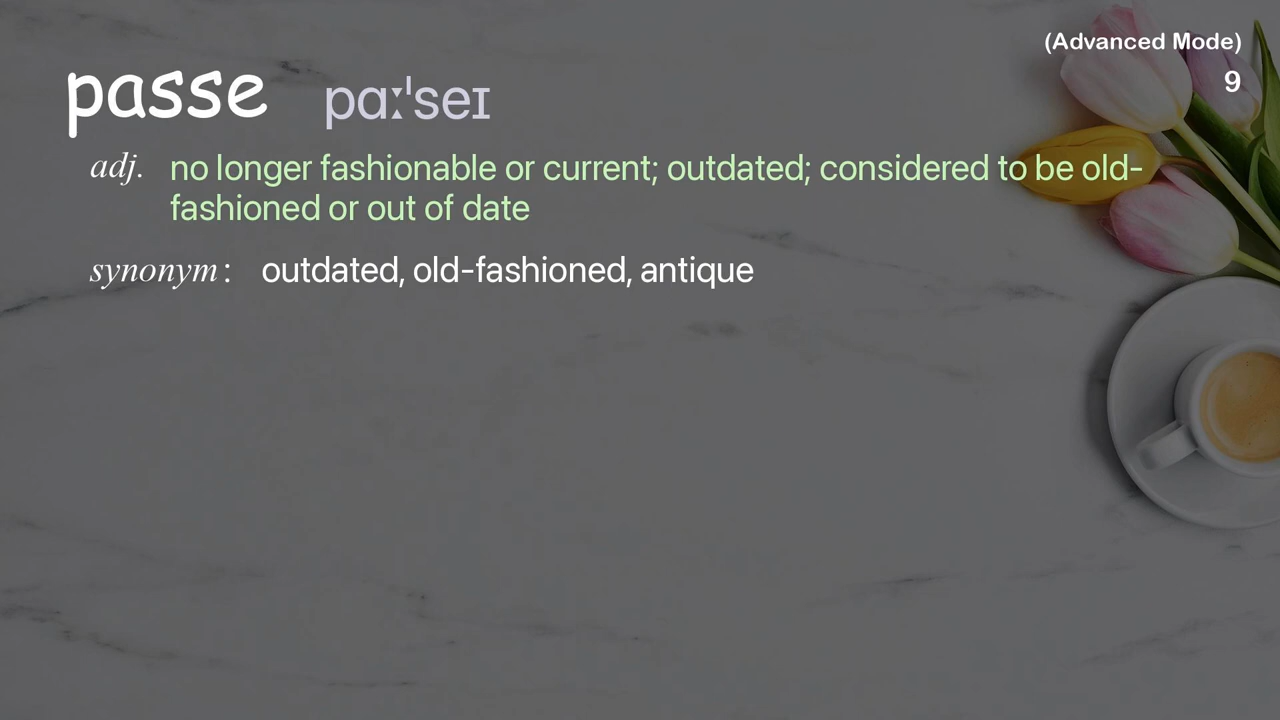 (Advanced Mode)
passe pɑːˈseɪ
9
adj. no longer fashionable or current; outdated; considered to be old-
fashioned or out of date
synonym: outdated, old-fashioned, antique